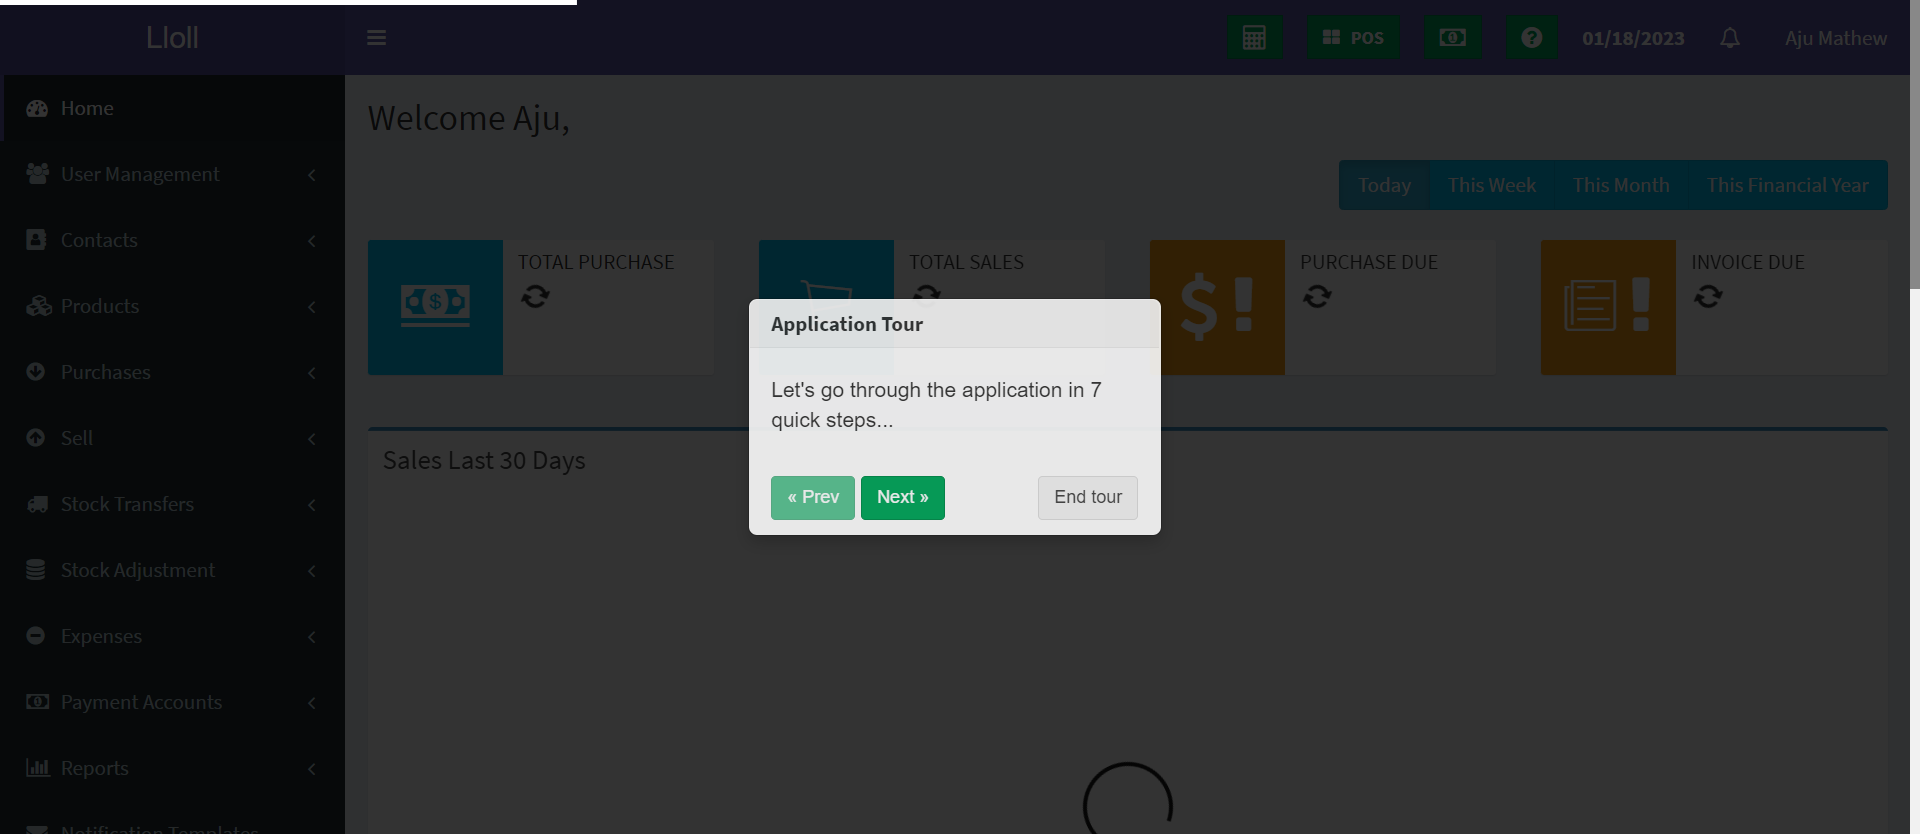 Lloll
POS
01/18/2023
Aju Mathew
Home
User Management
Contacts
Products
Purchases
Sell
Stock Transfers
Stock Adjustment
Expenses
Payment Accounts
Reports
Notification Templates
Welcome Aju,
Today
This Week
This Month
This Financial Year
TOTAL PURCHASE
TOTAL SALES
PURCHASE DUE
INVOICE DUE
Sales Last 30 Days
Application Tour
Let's go through the application in 7
quick steps...
« Prev
Next »
End tour